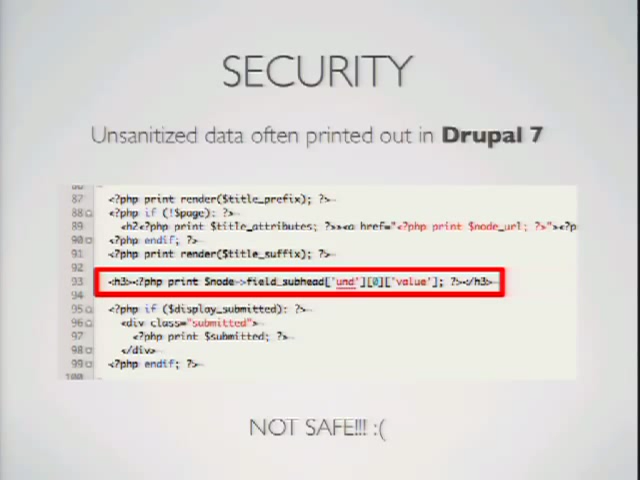 SECURITY
Unsanitized data often printed out in Drupal 7
87 <?php print render($title_prefix); ?>
88 <?php if (!$page): ?>
89 <h2<?php print $title_attributes; ?>><a href="<?php print $node_url; ?>"><?p
90 <?php endif; ?>
91 <?php print render($title_suffix); ?>
92
93 <h3><?php print $node->field_subhead['und'][0]['value']; ?></h3>
94
95 <?php if ($display_submitted): ?>
96 <div class="submitted">
97 <?php print $submitted; ?>
98 </div>
99 <?php endif; ?>
100
NOT SAFE!!! :(